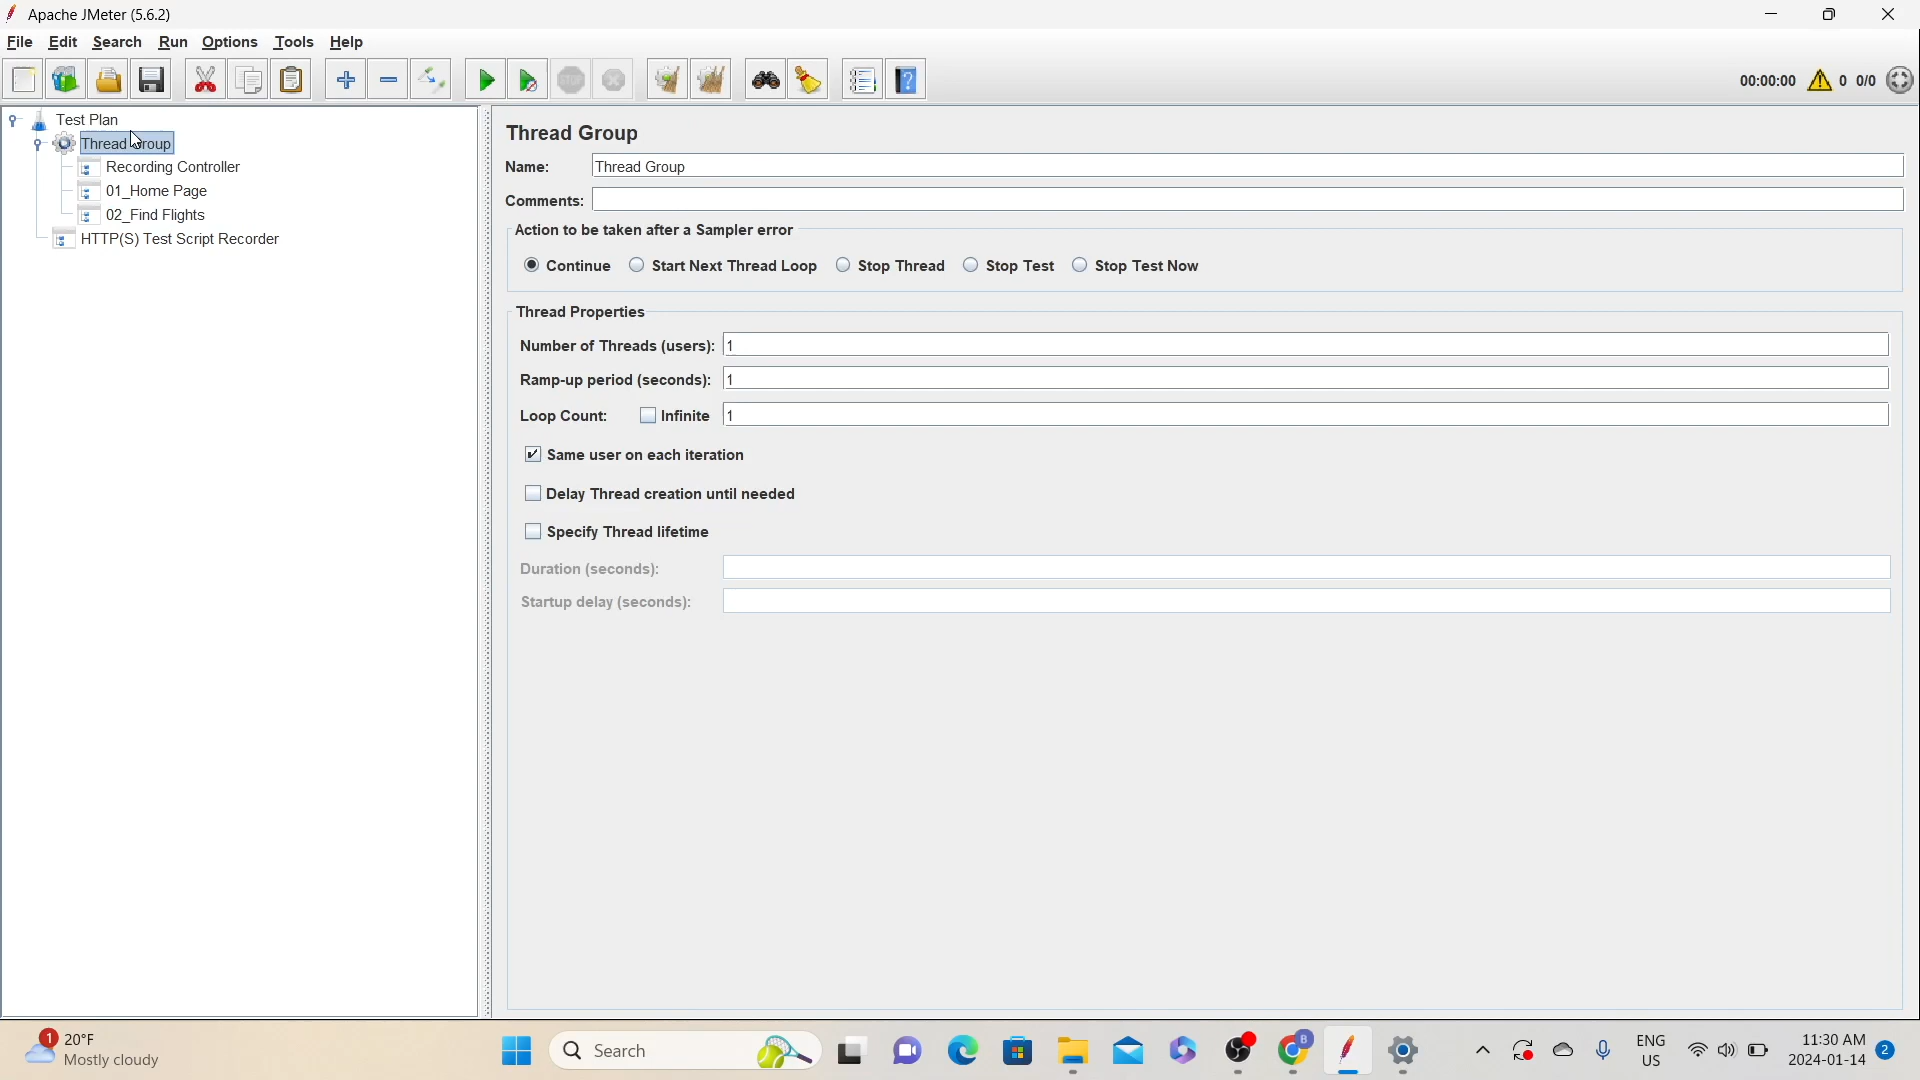 Apache JMeter (5.6.2)
File Edit Search Run Options Tools Help
STOP
00:00:00 0 0/0
Test Plan
Thread Group
Recording Controller
01_Home Page
02_Find Flights
HTTP(S) Test Script Recorder
Thread Group
Name: Thread Group
Comments:
Action to be taken after a Sampler error
Continue Start Next Thread Loop Stop Thread Stop Test Stop Test Now
Thread Properties
Number of Threads (users): 1
Ramp-up period (seconds): 1
Loop Count: Infinite 1
Same user on each iteration
Delay Thread creation until needed
Specify Thread lifetime
Duration (seconds):
Startup delay (seconds):
1 20°F
Mostly cloudy
Search
B
ENG
US
11:30 AM
2024-01-14
2